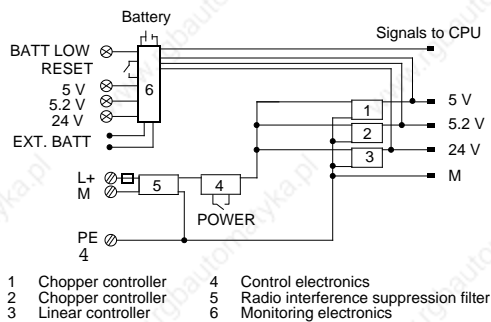 Battery
Signals to CPU
BATT LOW
RESET
5 V
5.2 V
24 V
EXT. BATT
6
1
2
3
5 V
5.2 V
24 V
M
L+
M
5
4
POWER
PE
4
1 Chopper controller 4 Control electronics
2 Chopper controller 5 Radio interference suppression filter
3 Linear controller 6 Monitoring electronics